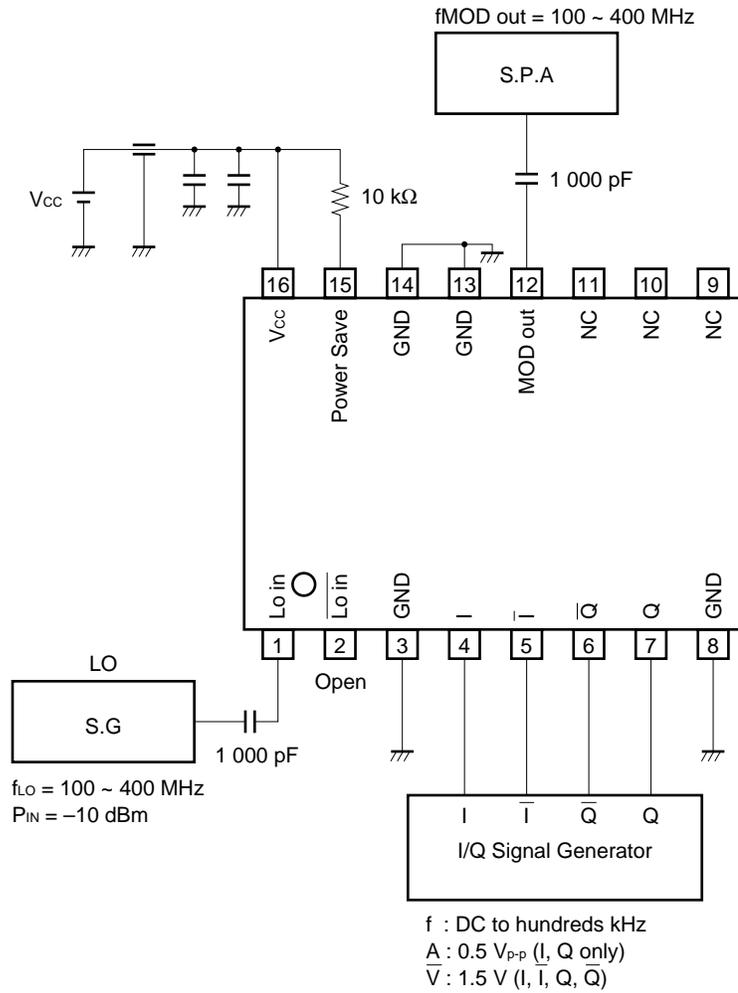 fMOD out = 100 ~ 400 MHz
S.P.A
1 000 pF
VCC
10 kΩ
16 15 14 13 12 11 10 9
VCC
Power Save
GND
GND
MOD out
NC
NC
NC
Lo in
L̅o̅ ̅i̅n̅
GND
I
I̅
Q̅
Q
GND
1 2 3 4 5 6 7 8
LO
Open
S.G
1 000 pF
fLO = 100 ~ 400 MHz
PIN = –10 dBm
I I̅ Q̅ Q
I/Q Signal Generator
f : DC to hundreds kHz
A : 0.5 Vp-p (I, Q only)
V̅ : 1.5 V (I, I̅, Q, Q̅)